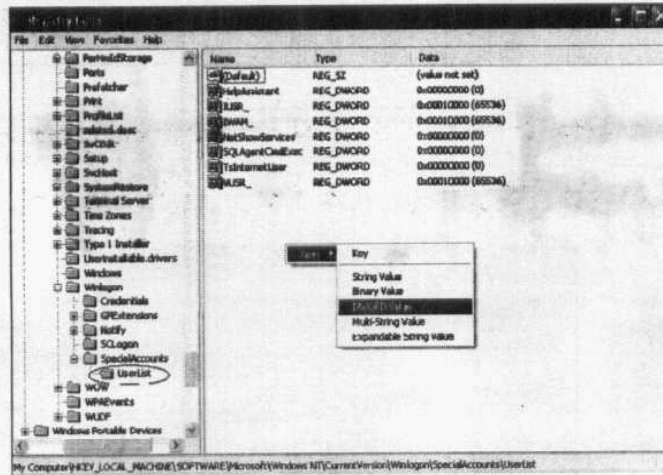 Registry Editor
File Edit View Favorites Help
PerHwIdStorage
Ports
Prefetcher
Print
ProfileList
related.desc
Setup
SvcHost
SystemRestore
Terminal Server
Time Zones
Tracing
Type 1 Installer
Userinstallable.drivers
Windows
Winlogon
Credentials
GPExtensions
Notify
SCLogon
SpecialAccounts
UserList
WOW
WPAEvents
WUDF
Windows Portable Devices
Name Type Data
(Default) REG_SZ (value not set)
HelpAssistant REG_DWORD 0x00000000 (0)
IUSR_ REG_DWORD 0x00010000 (65536)
IWAM_ REG_DWORD 0x00010000 (65536)
NetShowServices REG_DWORD 0x00000000 (0)
SQLAgentCmdExec REG_DWORD 0x00000000 (0)
TsInternetUser REG_DWORD 0x00000000 (0)
VUSR_ REG_DWORD 0x00010000 (65536)
New
Key
String Value
Binary Value
DWORD Value
Multi-String Value
Expandable String Value
My Computer\HKEY_LOCAL_MACHINE\SOFTWARE\Microsoft\Windows NT\CurrentVersion\Winlogon\SpecialAccounts\UserList